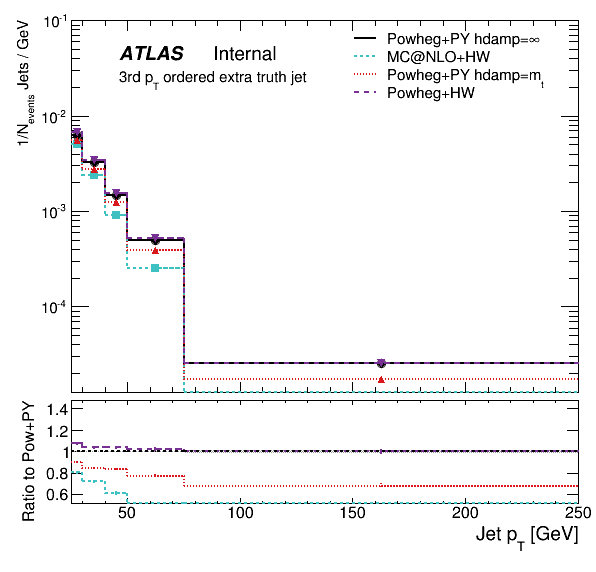 1/N_events Jets / GeV
ATLAS Internal
3rd p_T ordered extra truth jet
Powheg+PY hdamp=∞
MC@NLO+HW
Powheg+PY hdamp=m_t
Powheg+HW
10^-1
10^-2
10^-3
10^-4
Ratio to Pow+PY
1.4
1.2
1
0.8
0.6
50 100 150 200 250
Jet p_T [GeV]